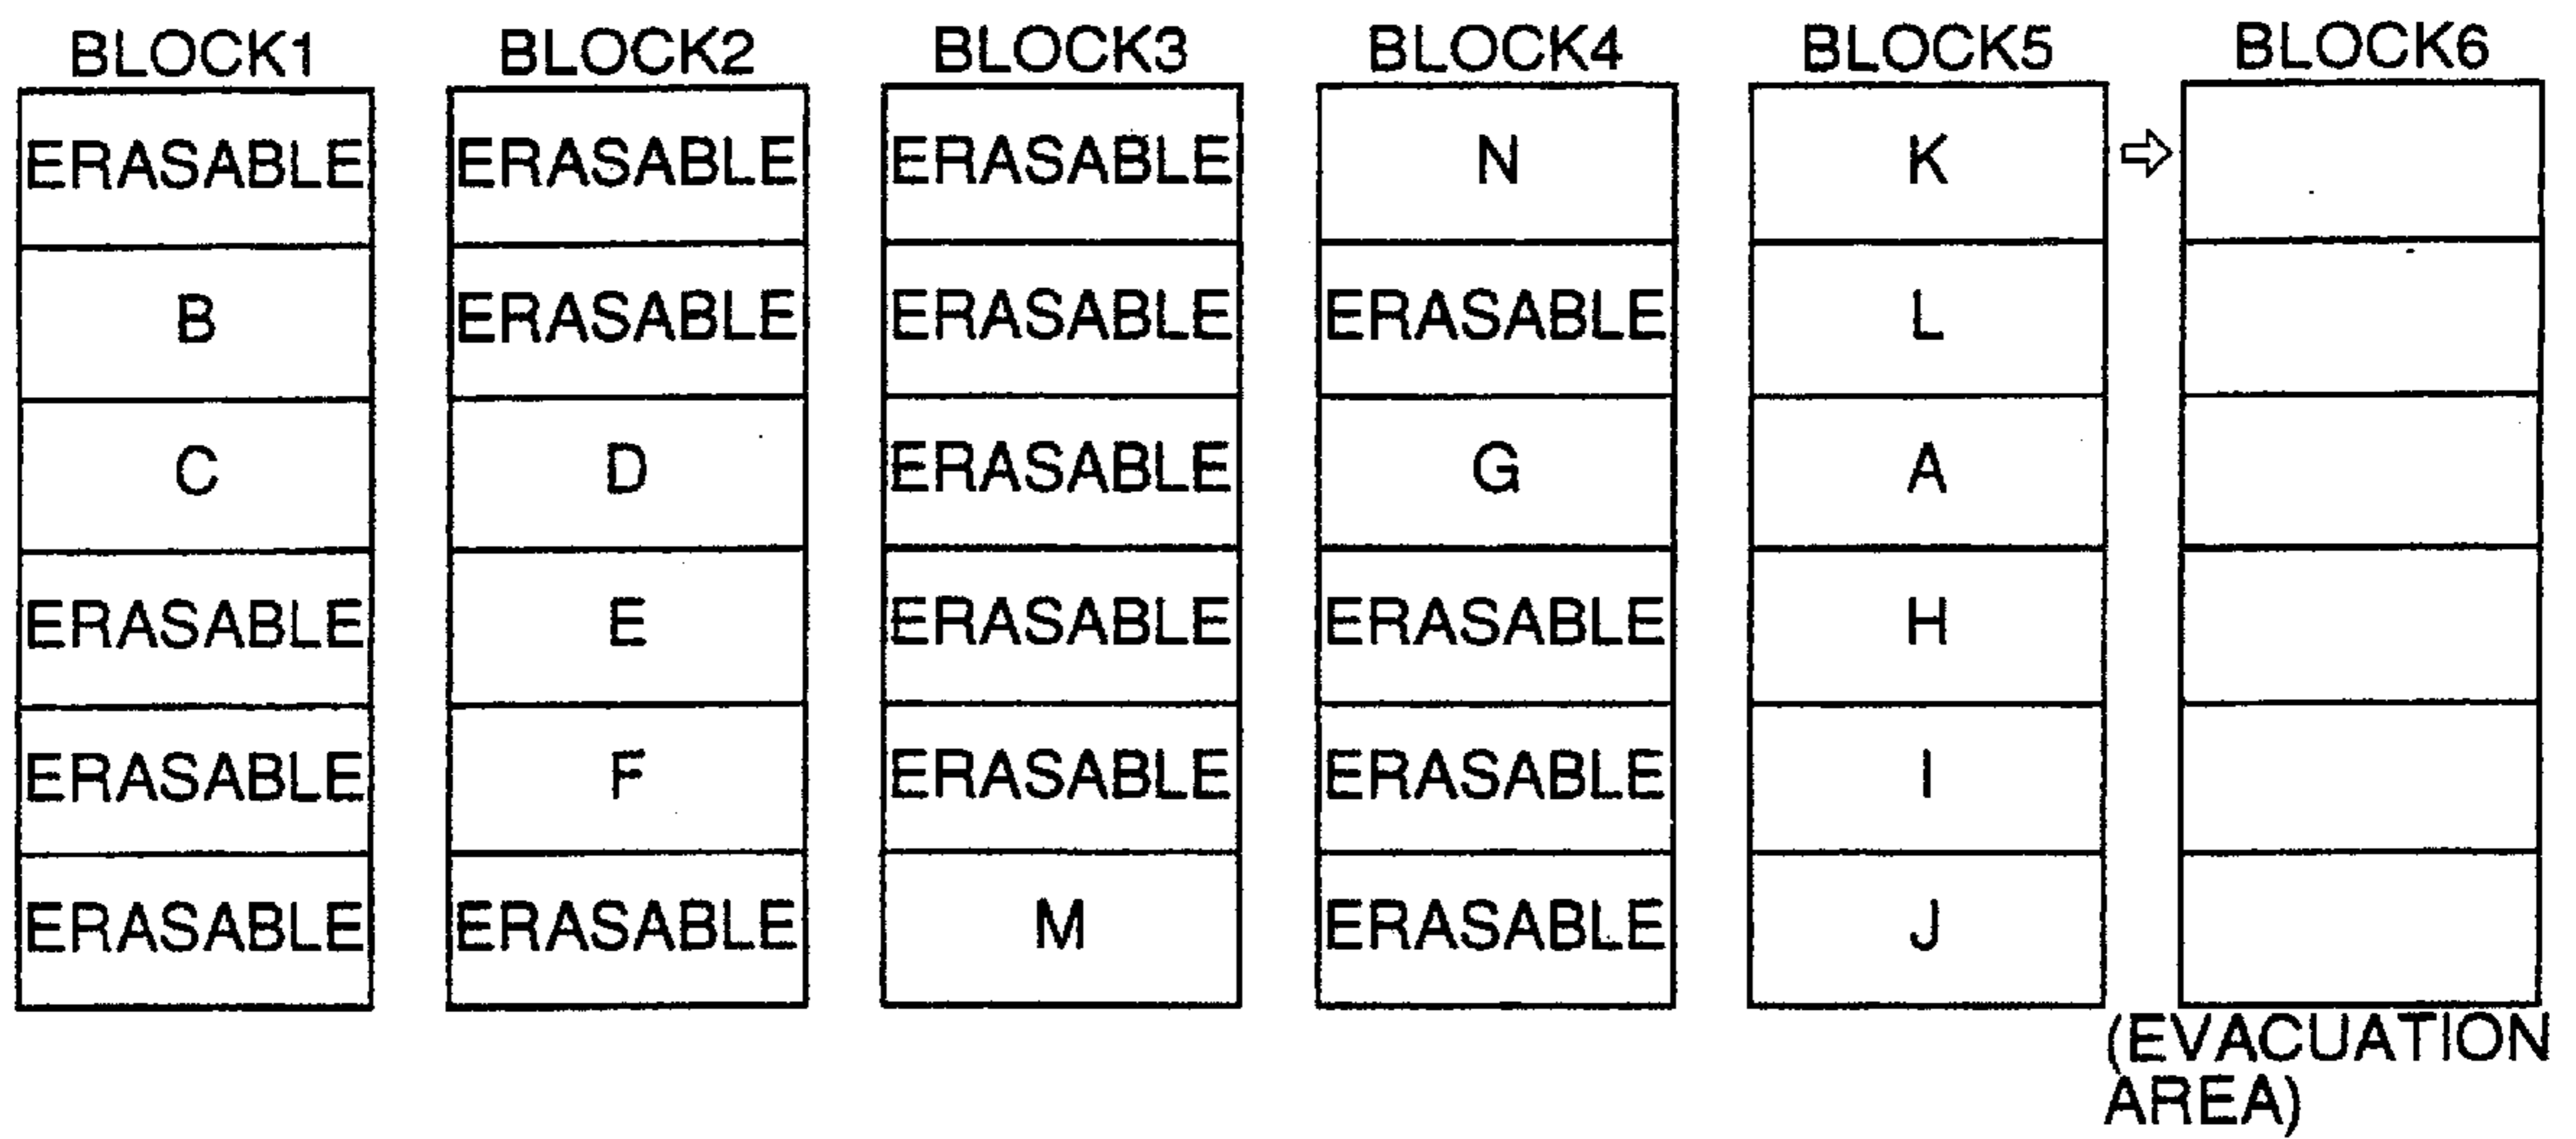 BLOCK1 BLOCK2 BLOCK3 BLOCK4 BLOCK5 BLOCK6
ERASABLE ERASABLE ERASABLE N K ⇨
B ERASABLE ERASABLE ERASABLE L
C D ERASABLE G A
ERASABLE E ERASABLE ERASABLE H
ERASABLE F ERASABLE ERASABLE I
ERASABLE ERASABLE M ERASABLE J
(EVACUATION
AREA)